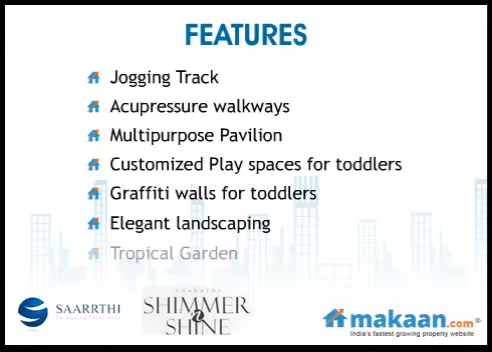 FEATURES
Jogging Track
Acupressure walkways
Multipurpose Pavilion
Customized Play spaces for toddlers
Graffiti walls for toddlers
Elegant landscaping
Tropical Garden
SAARRTHI
SAARRTHI
SHIMMER
n
SHINE
makaan.com®
India's fastest growing property website